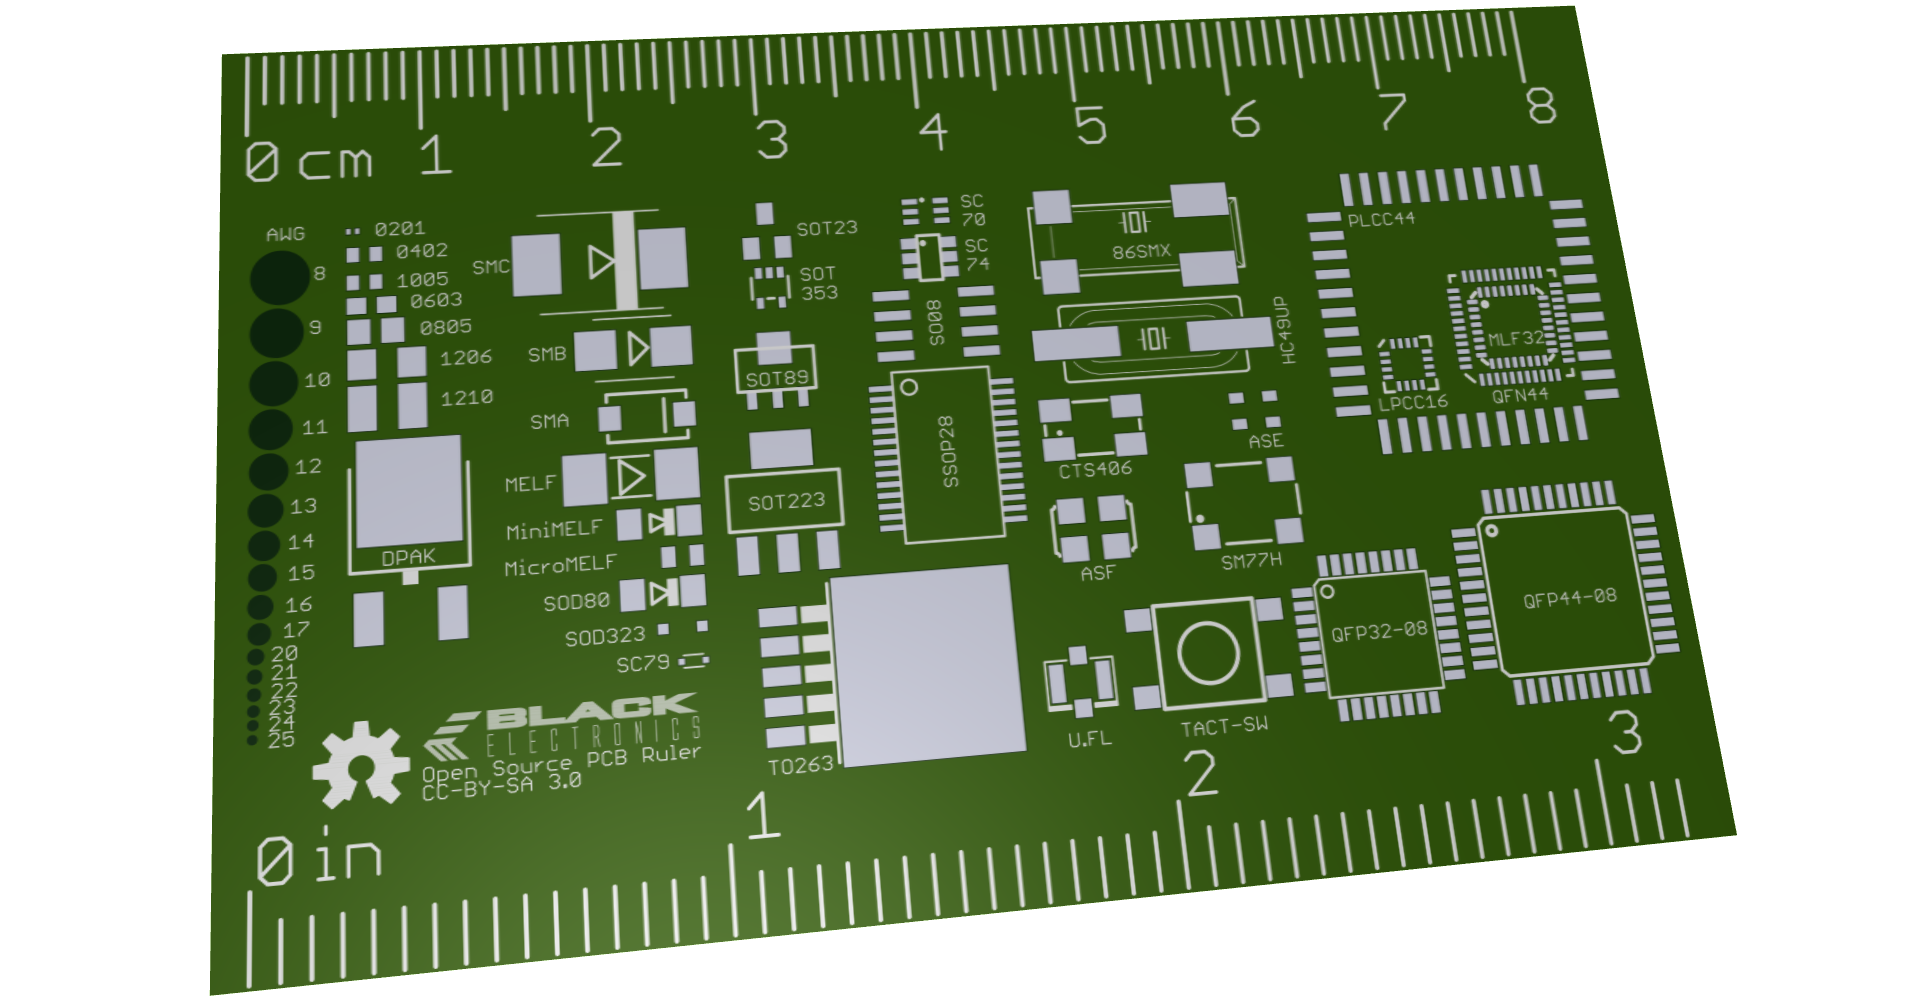 0 cm 1 2 3 4 5 6 7 8
AWG
8
9
10
11
12
13
14
15
16
17
20
21
22
23
24
25
0201
0402
1005
0603
0805
1206
1210
DPAK
SMC
SMB
SMA
MELF
MiniMELF
MicroMELF
SOD80
SOD323
SC79
SOT23
SOT
353
SOT89
SOT223
TO263
SC
70
SC
74
SO08
SSOP28
86SMX
HC49UP
CTS406
ASE
ASF
SM77H
U.FL
TACT-SW
PLCC44
LPCC16
MLF32
QFN44
QFP32-08
QFP44-08
BLACK
ELECTRONICS
Open Source PCB Ruler
CC-BY-SA 3.0
0 in 1 2 3